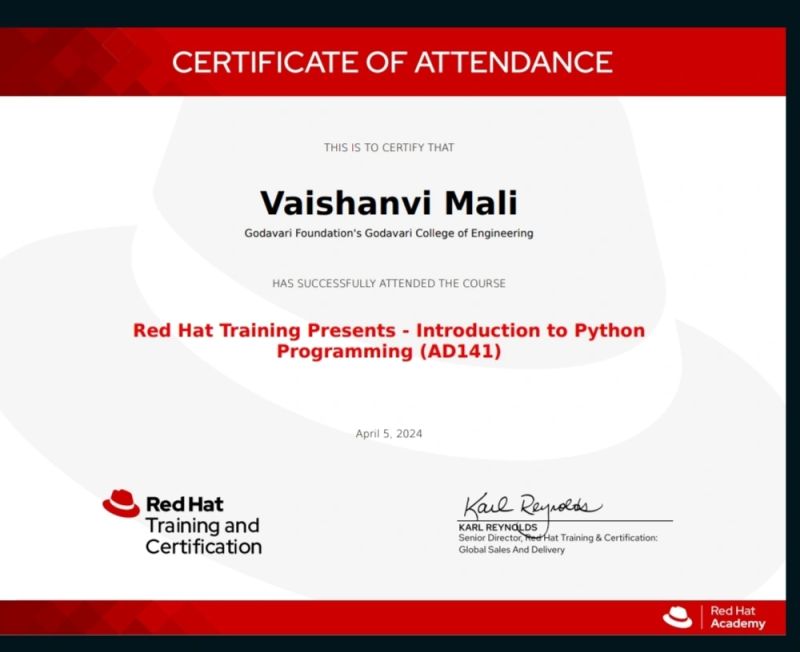 CERTIFICATE OF ATTENDANCE
THIS IS TO CERTIFY THAT
Vaishanvi Mali
Godavari Foundation's Godavari College of Engineering
HAS SUCCESSFULLY ATTENDED THE COURSE
Red Hat Training Presents - Introduction to Python
Programming (AD141)
April 5, 2024
Red Hat
Training and
Certification
Karl Reynolds
KARL REYNOLDS
Senior Director, Red Hat Training & Certification:
Global Sales And Delivery
Red Hat
Academy